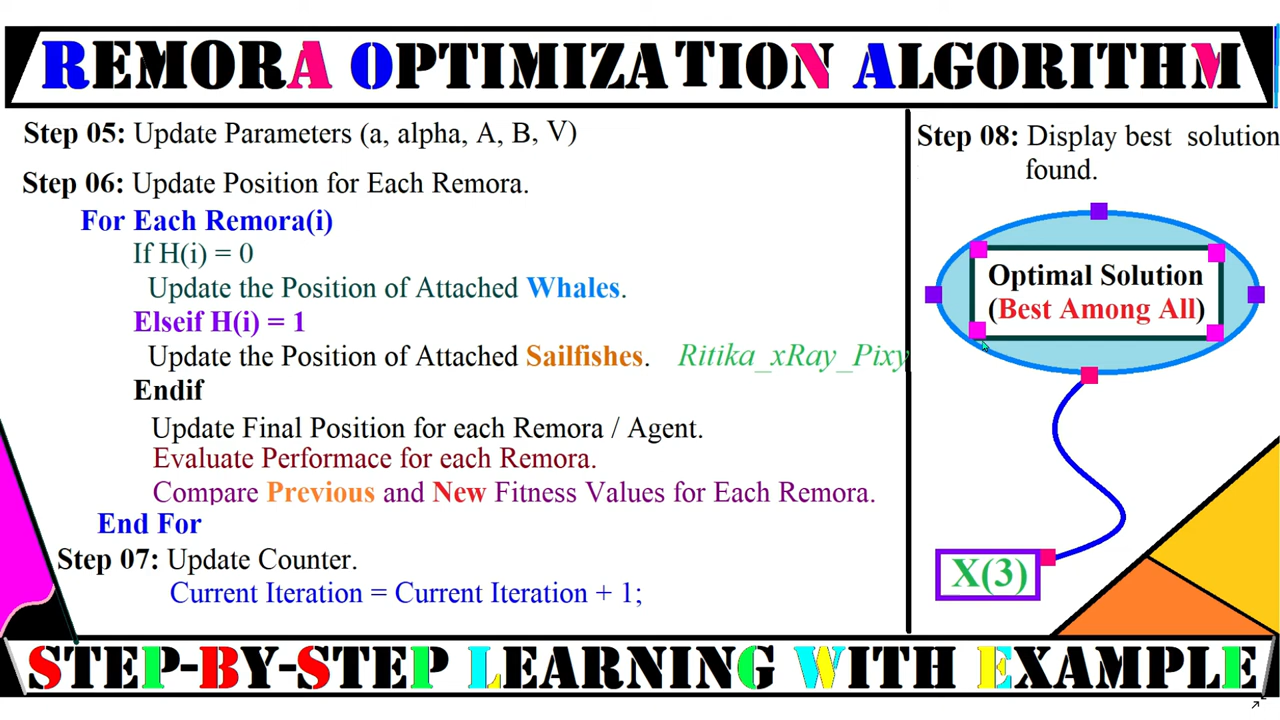 REMORA OPTIMIZATION ALGORITHM
Step 05: Update Parameters (a, alpha, A, B, V)
Step 06: Update Position for Each Remora.
For Each Remora(i)
If H(i) = 0
Update the Position of Attached Whales.
Elseif H(i) = 1
Update the Position of Attached Sailfishes. Ritika_xRay_Pixy
Endif
Update Final Position for each Remora / Agent.
Evaluate Performace for each Remora.
Compare Previous and New Fitness Values for Each Remora.
End For
Step 07: Update Counter.
Current Iteration = Current Iteration + 1;
Step 08: Display best solution
found.
Optimal Solution
(Best Among All)
X(3)
STEP-BY-STEP LEARNING WITH EXAMPLE